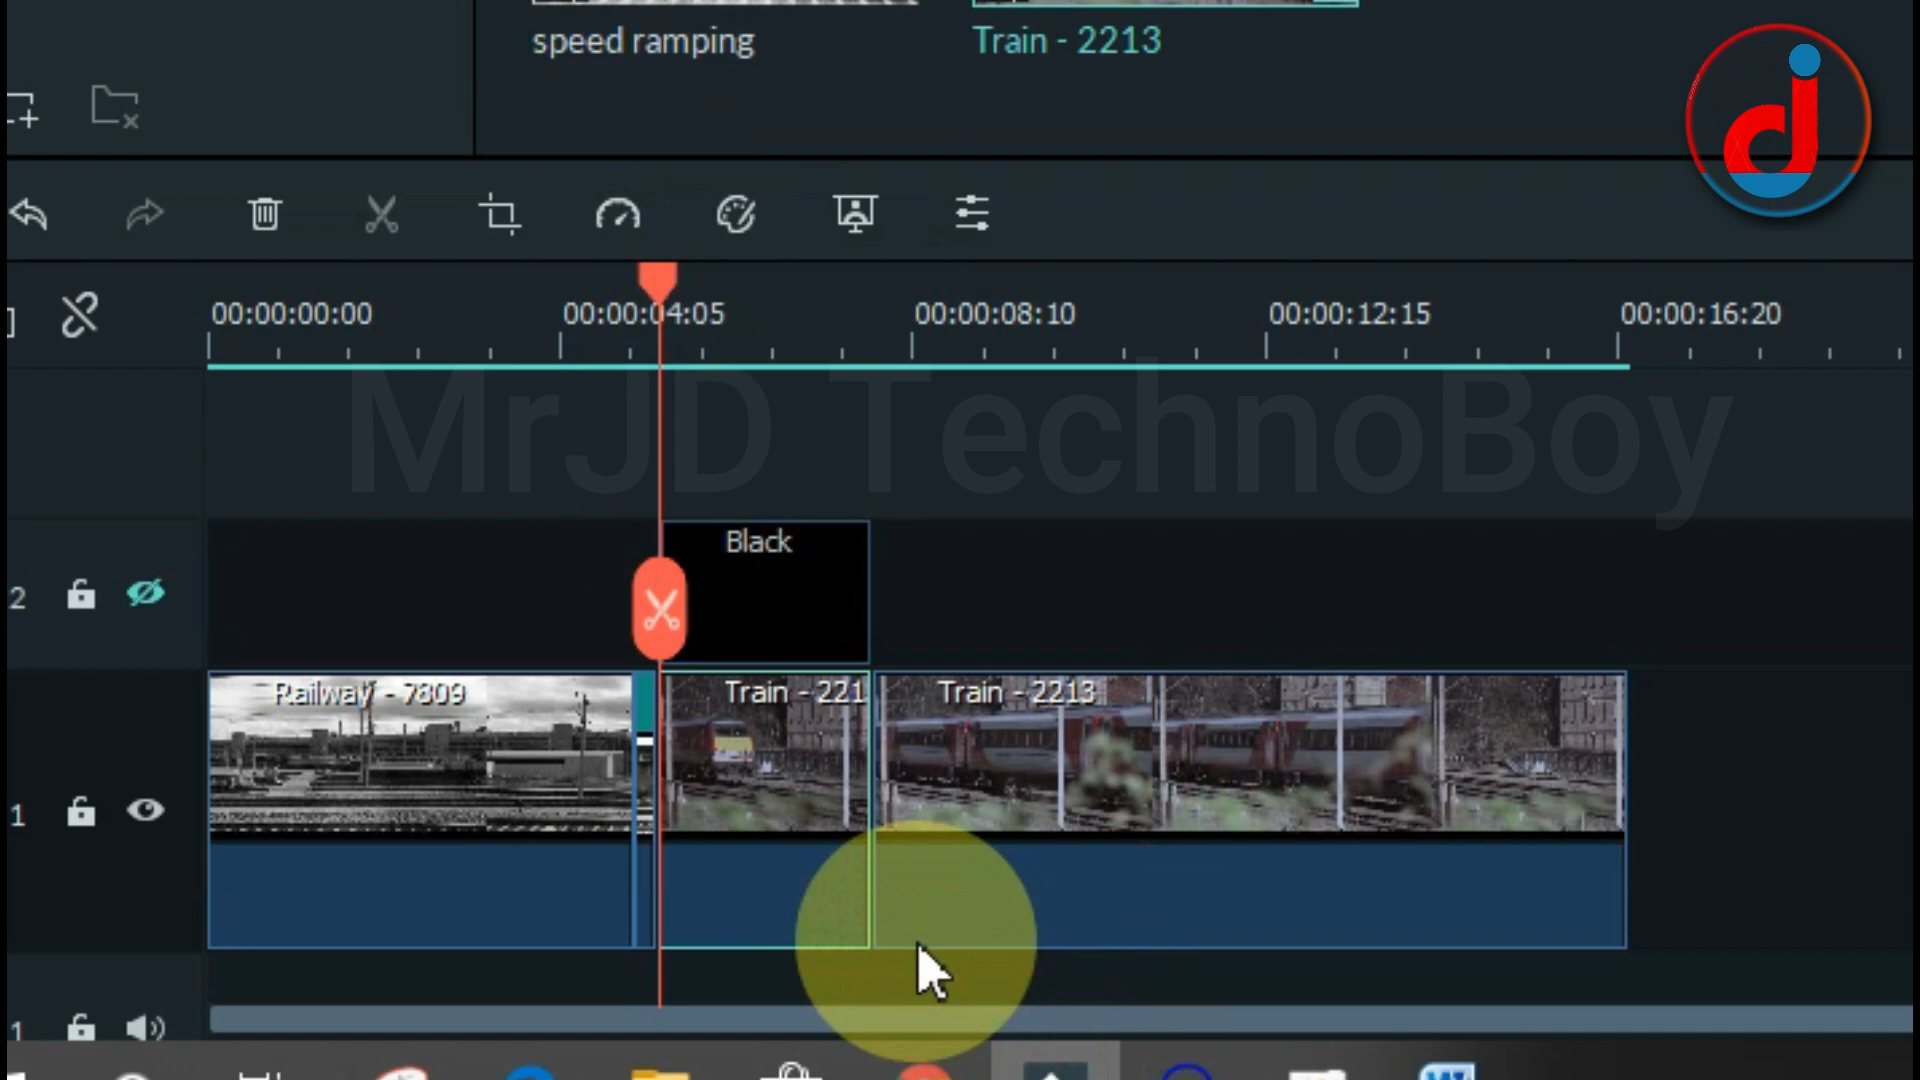 speed ramping
Train - 2213
00:00:00:00
00:00:04:05
00:00:08:10
00:00:12:15
00:00:16:20
MrJD TechnoBoy
Black
2
Railway - 7809
Train - 221
Train - 2213
1
1